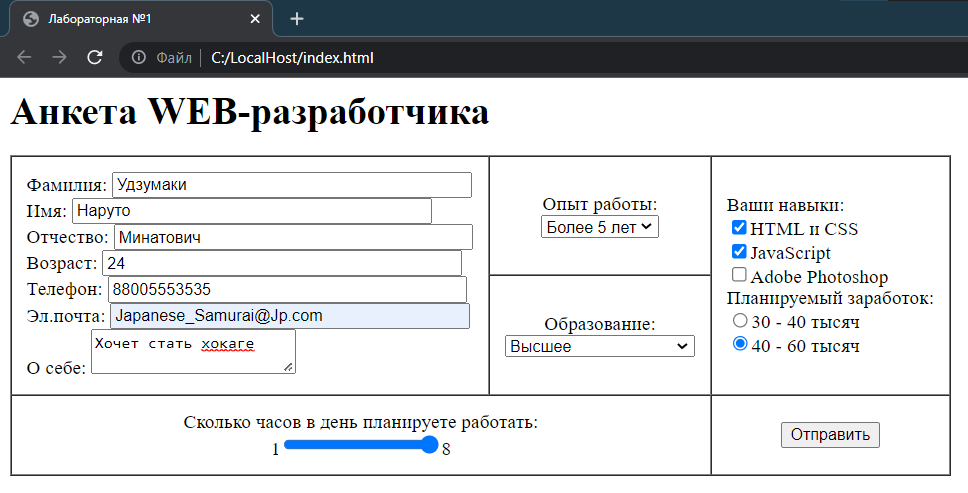 Лабораторная №1
Файл C:/LocalHost/index.html
Анкета WEB-разработчика
Фамилия: Удзумаки
Имя: Наруто
Отчество: Минатович
Возраст: 24
Телефон: 88005553535
Эл.почта: Japanese_Samurai@Jp.com
О себе: Хочет стать хокаге
Опыт работы:
Более 5 лет
Образование:
Высшее
Ваши навыки:
HTML и CSS
JavaScript
Adobe Photoshop
Планируемый заработок:
30 - 40 тысяч
40 - 60 тысяч
Сколько часов в день планируете работать:
1 8
Отправить